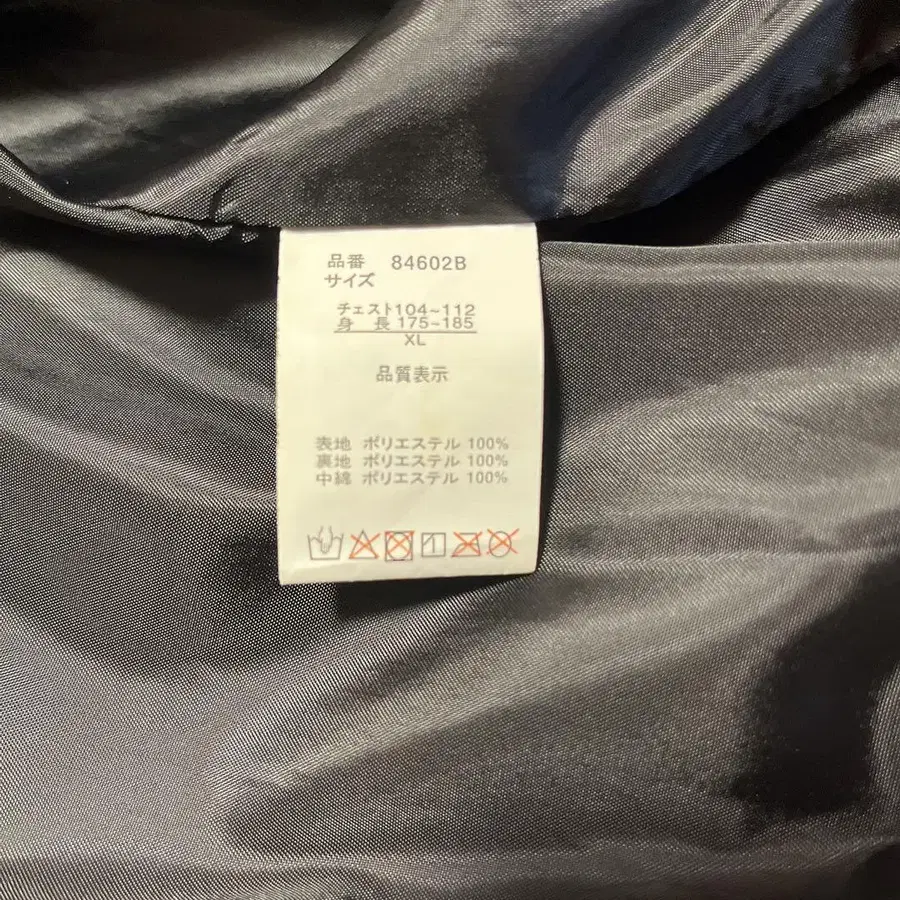 品番 84602B
サイズ
チェスト104~112
身 長 175~185
XL
品質表示
表地 ポリエステル 100%
裏地 ポリエステル 100%
中綿 ポリエステル 100%